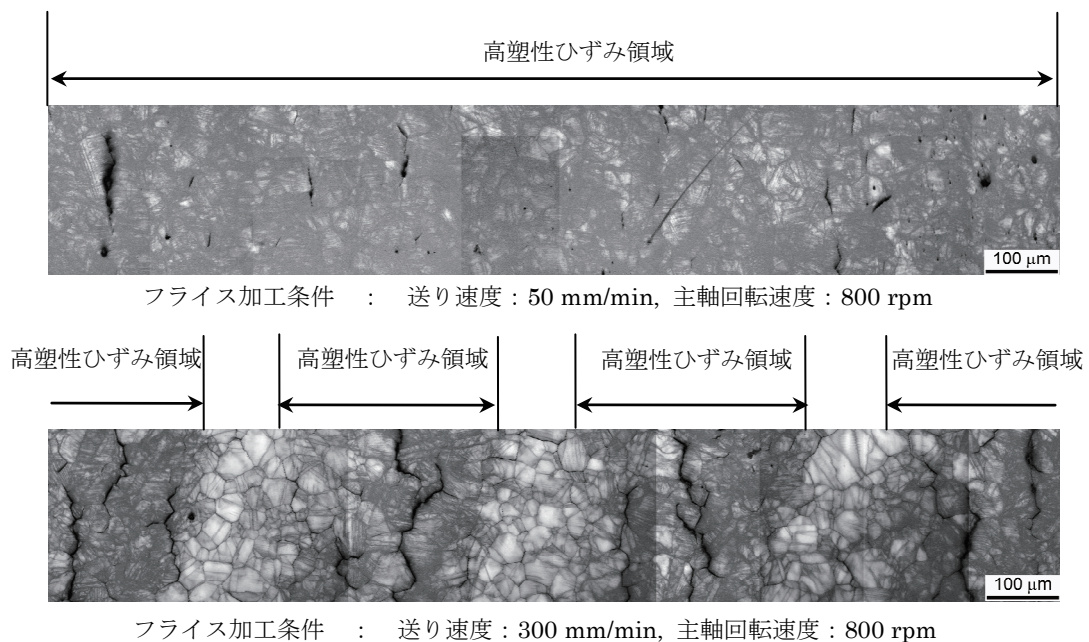 高塑性ひずみ領域
100 μm
フライス加工条件 : 送り速度:50 mm/min, 主軸回転速度:800 rpm
高塑性ひずみ領域 高塑性ひずみ領域 高塑性ひずみ領域 高塑性ひずみ領域
100 μm
フライス加工条件 : 送り速度:300 mm/min, 主軸回転速度:800 rpm